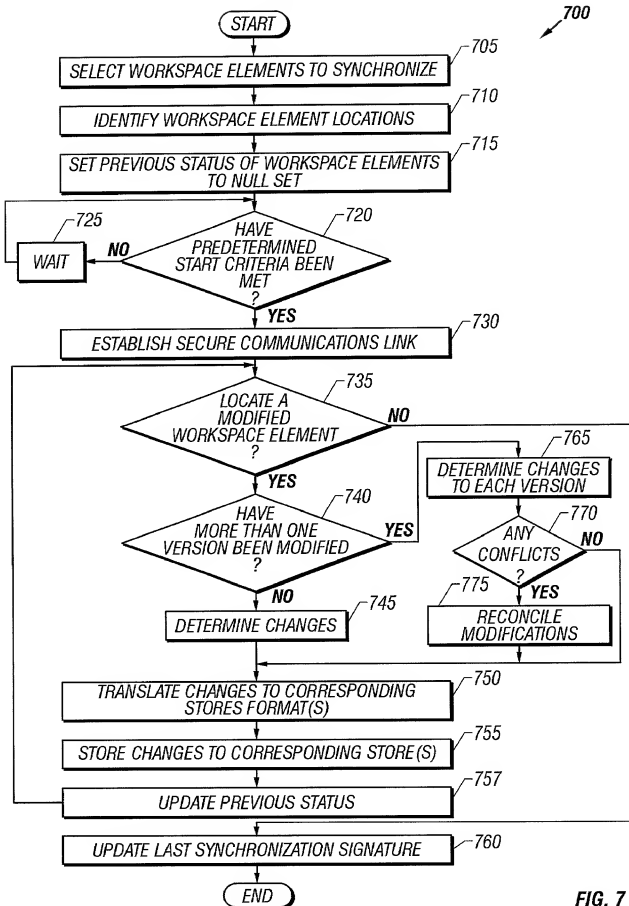 START
700
705
SELECT WORKSPACE ELEMENTS TO SYNCHRONIZE
710
IDENTIFY WORKSPACE ELEMENT LOCATIONS
715
SET PREVIOUS STATUS OF WORKSPACE ELEMENTS
TO NULL SET
720
HAVE
PREDETERMINED
START CRITERIA BEEN
MET
?
NO
725
WAIT
YES
730
ESTABLISH SECURE COMMUNICATIONS LINK
735
LOCATE A
MODIFIED
WORKSPACE ELEMENT
?
NO
YES
740
HAVE
MORE THAN ONE
VERSION BEEN MODIFIED
?
YES
765
DETERMINE CHANGES
TO EACH VERSION
770
ANY
CONFLICTS
?
NO
YES
775
RECONCILE
MODIFICATIONS
NO
745
DETERMINE CHANGES
750
TRANSLATE CHANGES TO CORRESPONDING
STORES FORMAT(S)
755
STORE CHANGES TO CORRESPONDING STORE(S)
757
UPDATE PREVIOUS STATUS
760
UPDATE LAST SYNCHRONIZATION SIGNATURE
END
FIG. 7